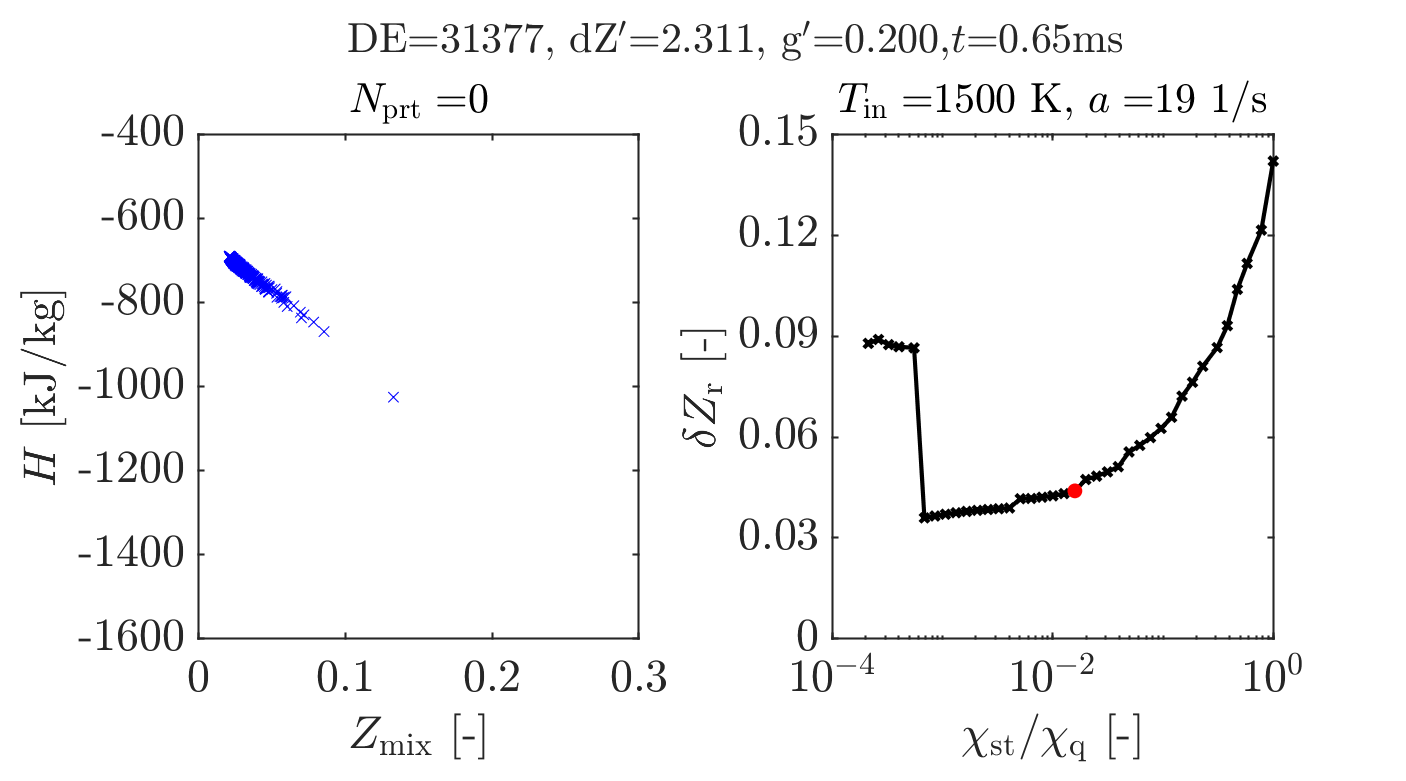 DE=31377, dZ′=2.311, g′=0.200,t=0.65ms
N_prt =0
-400
-600
-800
-1000
-1200
-1400
-1600
H [kJ/kg]
0 0.1 0.2 0.3
Z_mix [-]
T_in =1500 K, a =19 1/s
0.15
0.12
0.09
0.06
0.03
0
δZ_r [-]
10⁻⁴ 10⁻² 10⁰
χ_st/χ_q [-]